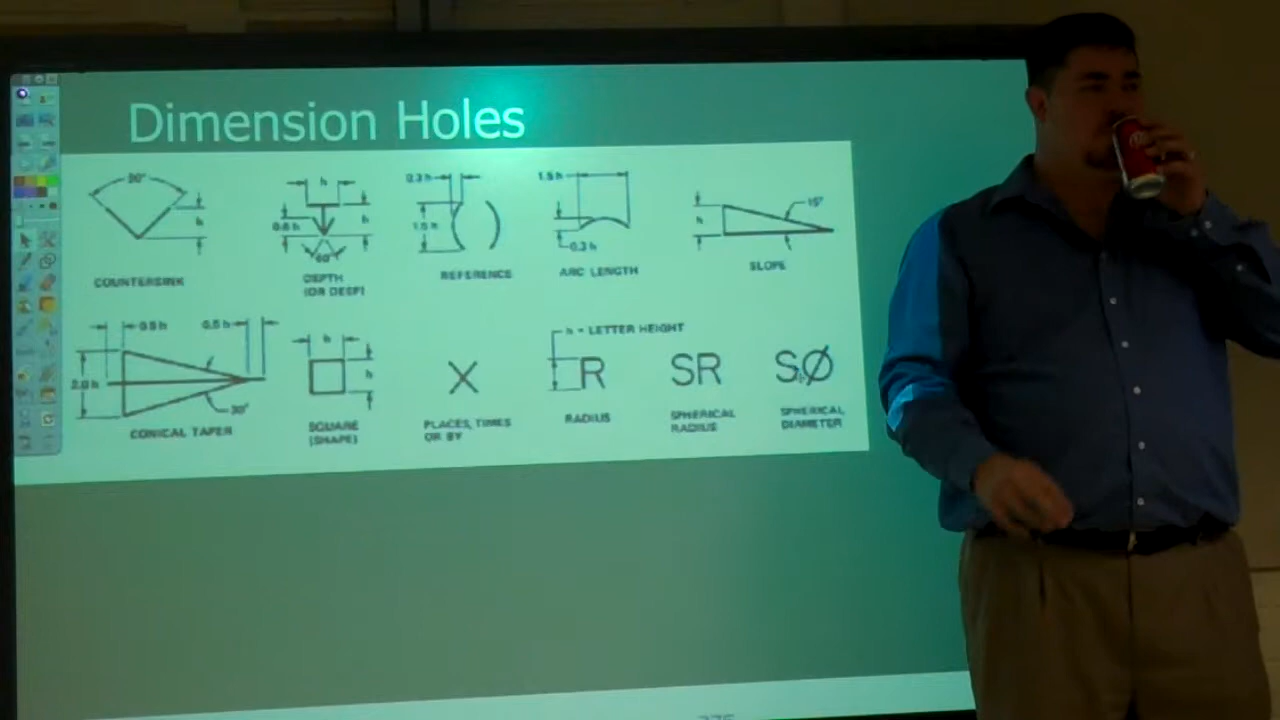 Dimension Holes
90°
h
h
0.6 h
h
60°
0.3 h
1.5 h
1.5 h
0.3 h
h
15°
COUNTERSINK
DEPTH
(OR DEEP)
REFERENCE
ARC LENGTH
SLOPE
0.5 h
0.5 h
2.0 h
30°
h
h
h = LETTER HEIGHT
X
R
SR
SØ
CONICAL TAPER
SQUARE
(SHAPE)
PLACES, TIMES
OR BY
RADIUS
SPHERICAL
RADIUS
SPHERICAL
DIAMETER